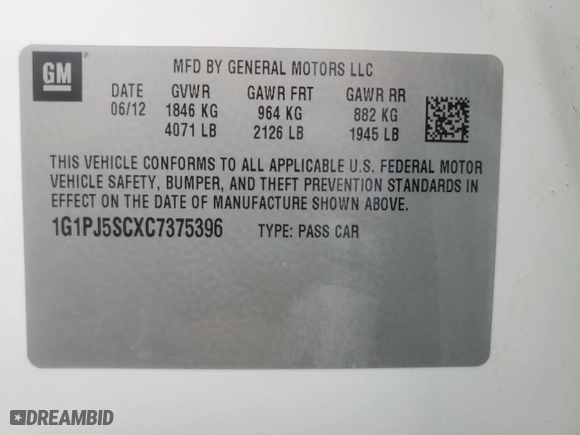 GM
MFD BY GENERAL MOTORS LLC
DATE GVWR GAWR FRT GAWR RR
06/12 1846 KG 964 KG 882 KG
4071 LB 2126 LB 1945 LB
THIS VEHICLE CONFORMS TO ALL APPLICABLE U.S. FEDERAL MOTOR
VEHICLE SAFETY, BUMPER, AND THEFT PREVENTION STANDARDS IN
EFFECT ON THE DATE OF MANUFACTURE SHOWN ABOVE.
1G1PJ5SCXC7375396 TYPE: PASS CAR
DREAMBID